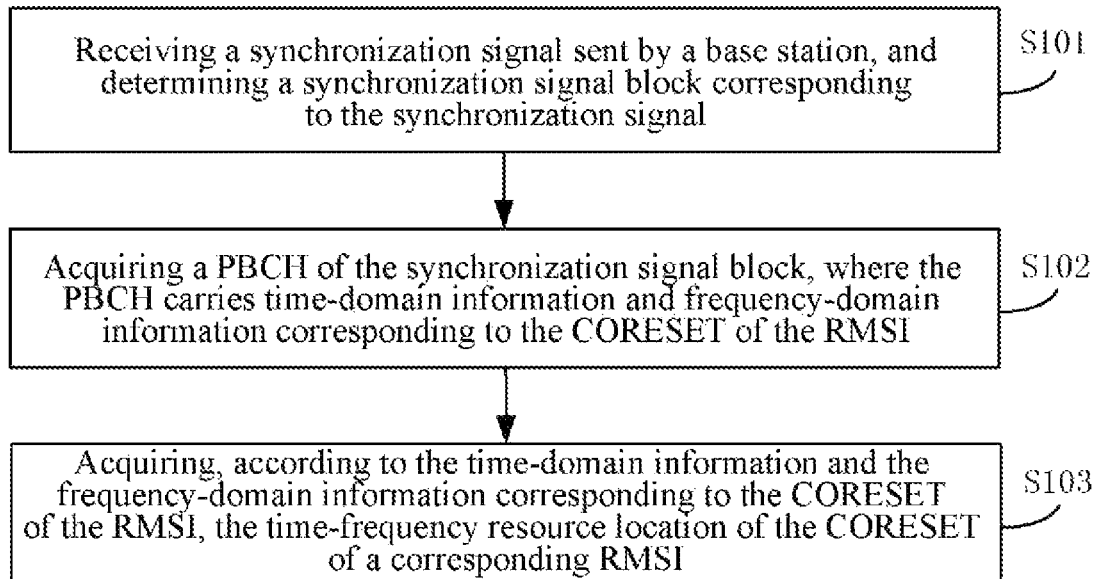 Receiving a synchronization signal sent by a base station, and
determining a synchronization signal block corresponding
to the synchronization signal
S101
Acquiring a PBCH of the synchronization signal block, where the
PBCH carries time-domain information and frequency-domain
information corresponding to the CORESET of the RMSI
S102
Acquiring, according to the time-domain information and the
frequency-domain information corresponding to the CORESET
of the RMSI, the time-frequency resource location of the CORESET
of a corresponding RMSI
S103